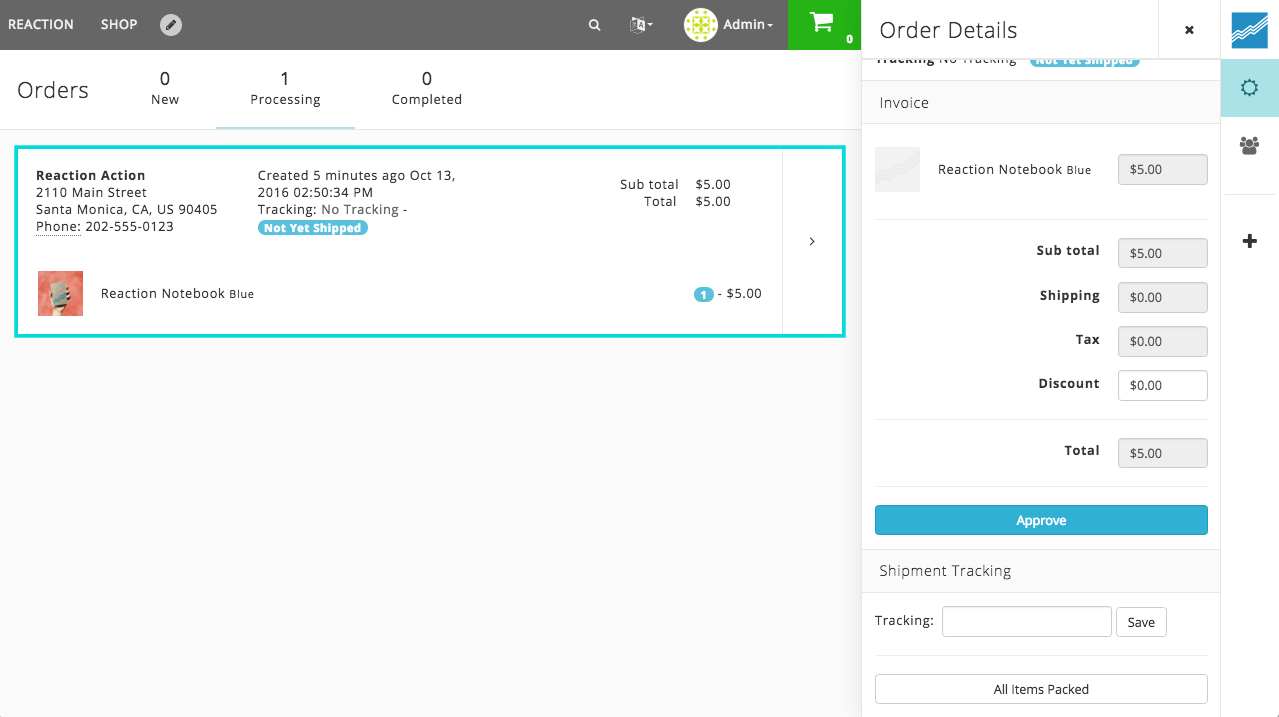 REACTION SHOP Admin 0
Orders
0 New
1 Processing
0 Completed
Reaction Action
2110 Main Street
Santa Monica, CA, US 90405
Phone: 202-555-0123
Created 5 minutes ago Oct 13,
2016 02:50:34 PM
Tracking: No Tracking -
Not Yet Shipped
Sub total $5.00
Total $5.00
Reaction Notebook Blue 1 - $5.00
Order Details
Tracking No Tracking Not Yet Shipped
Invoice
Reaction Notebook Blue $5.00
Sub total $5.00
Shipping $0.00
Tax $0.00
Discount $0.00
Total $5.00
Approve
Shipment Tracking
Tracking: Save
All Items Packed